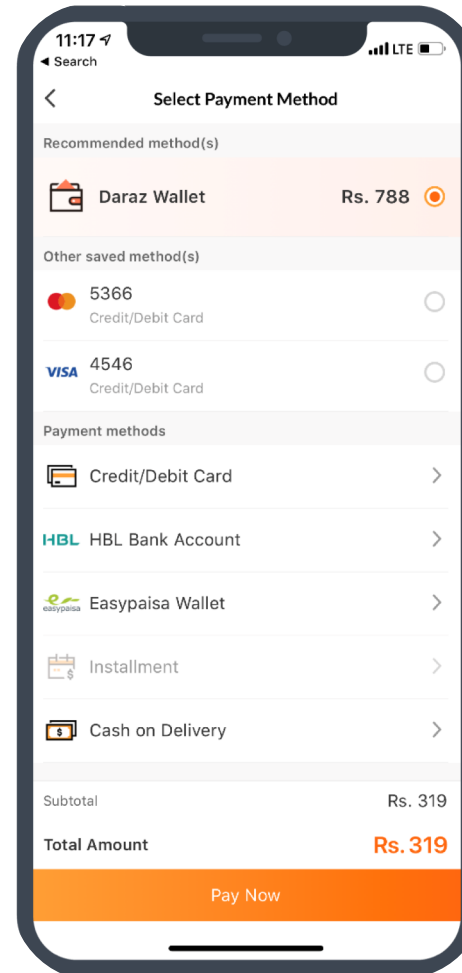 11:17
LTE
◀ Search
Select Payment Method
Recommended method(s)
Daraz Wallet Rs. 788
Other saved method(s)
5366
Credit/Debit Card
VISA 4546
Credit/Debit Card
Payment methods
Credit/Debit Card
HBL HBL Bank Account
easypaisa Easypaisa Wallet
$ Installment
$ Cash on Delivery
Subtotal Rs. 319
Total Amount Rs. 319
Pay Now